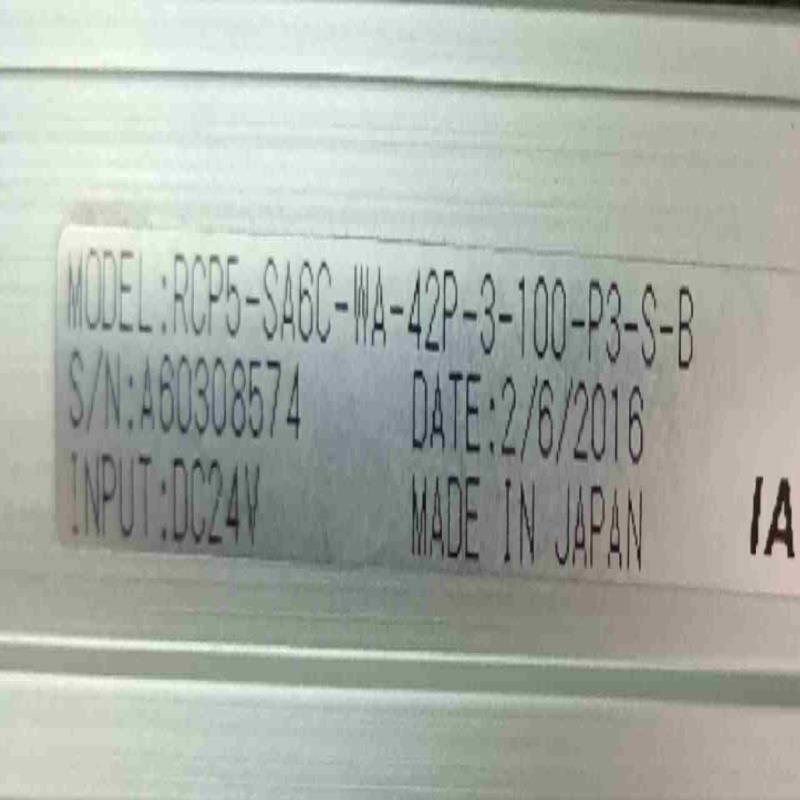 MODEL:RCP5-SA6C-WA-42P-3-100-P3-S-B
S/N:A60308574 DATE:2/6/2016
INPUT:DC24V MADE IN JAPAN
IA